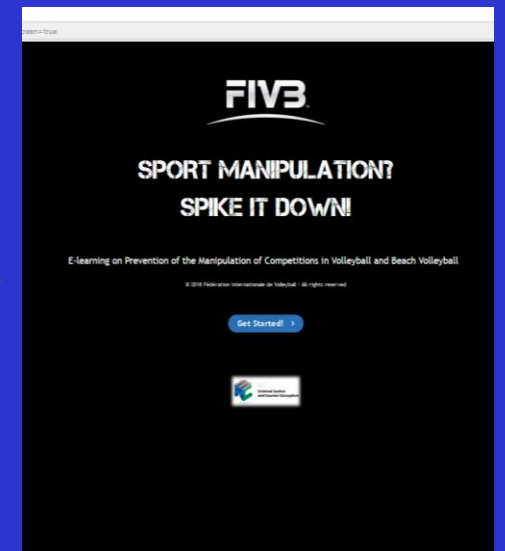 reen=true
FIVB
SPORT MANIPULATION?
SPIKE IT DOWN!
E-learning on Prevention of the Manipulation of Competitions in Volleyball and Beach Volleyball
© 2018 Fédération Internationale de Volleyball - All rights reserved
Get Started! >
Criminal Justice
and Counter Corruption